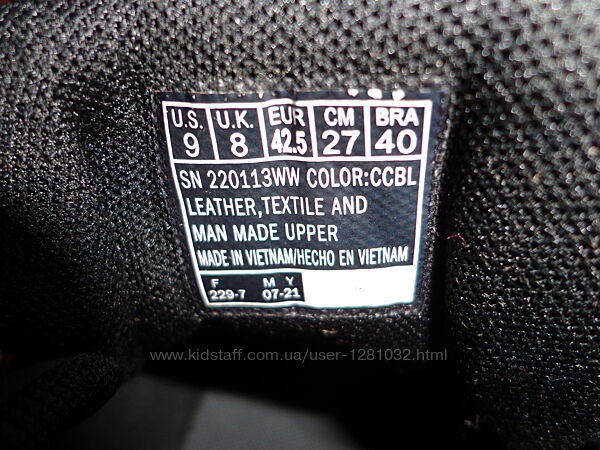 U.S. U.K. EUR CM BRA
9 8 42.5 27 40
SN 220113WW COLOR:CCBL
LEATHER,TEXTILE AND
MAN MADE UPPER
MADE IN VIETNAM/HECHO EN VIETNAM
F M Y
229-7 07-21
www.kidstaff.com.ua/user-1281032.html